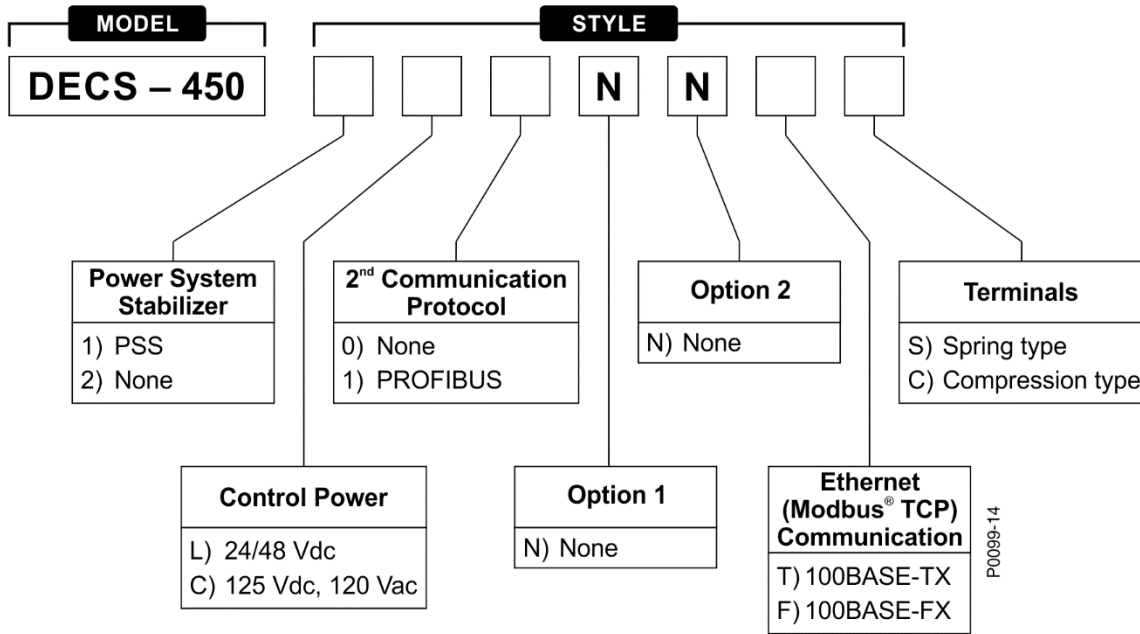 MODEL
STYLE
DECS – 450
N
N
Power System
Stabilizer
1) PSS
2) None
2nd Communication
Protocol
0) None
1) PROFIBUS
Option 2
N) None
Terminals
S) Spring type
C) Compression type
Control Power
L) 24/48 Vdc
C) 125 Vdc, 120 Vac
Option 1
N) None
Ethernet
(Modbus® TCP)
Communication
T) 100BASE-TX
F) 100BASE-FX
P0099-14